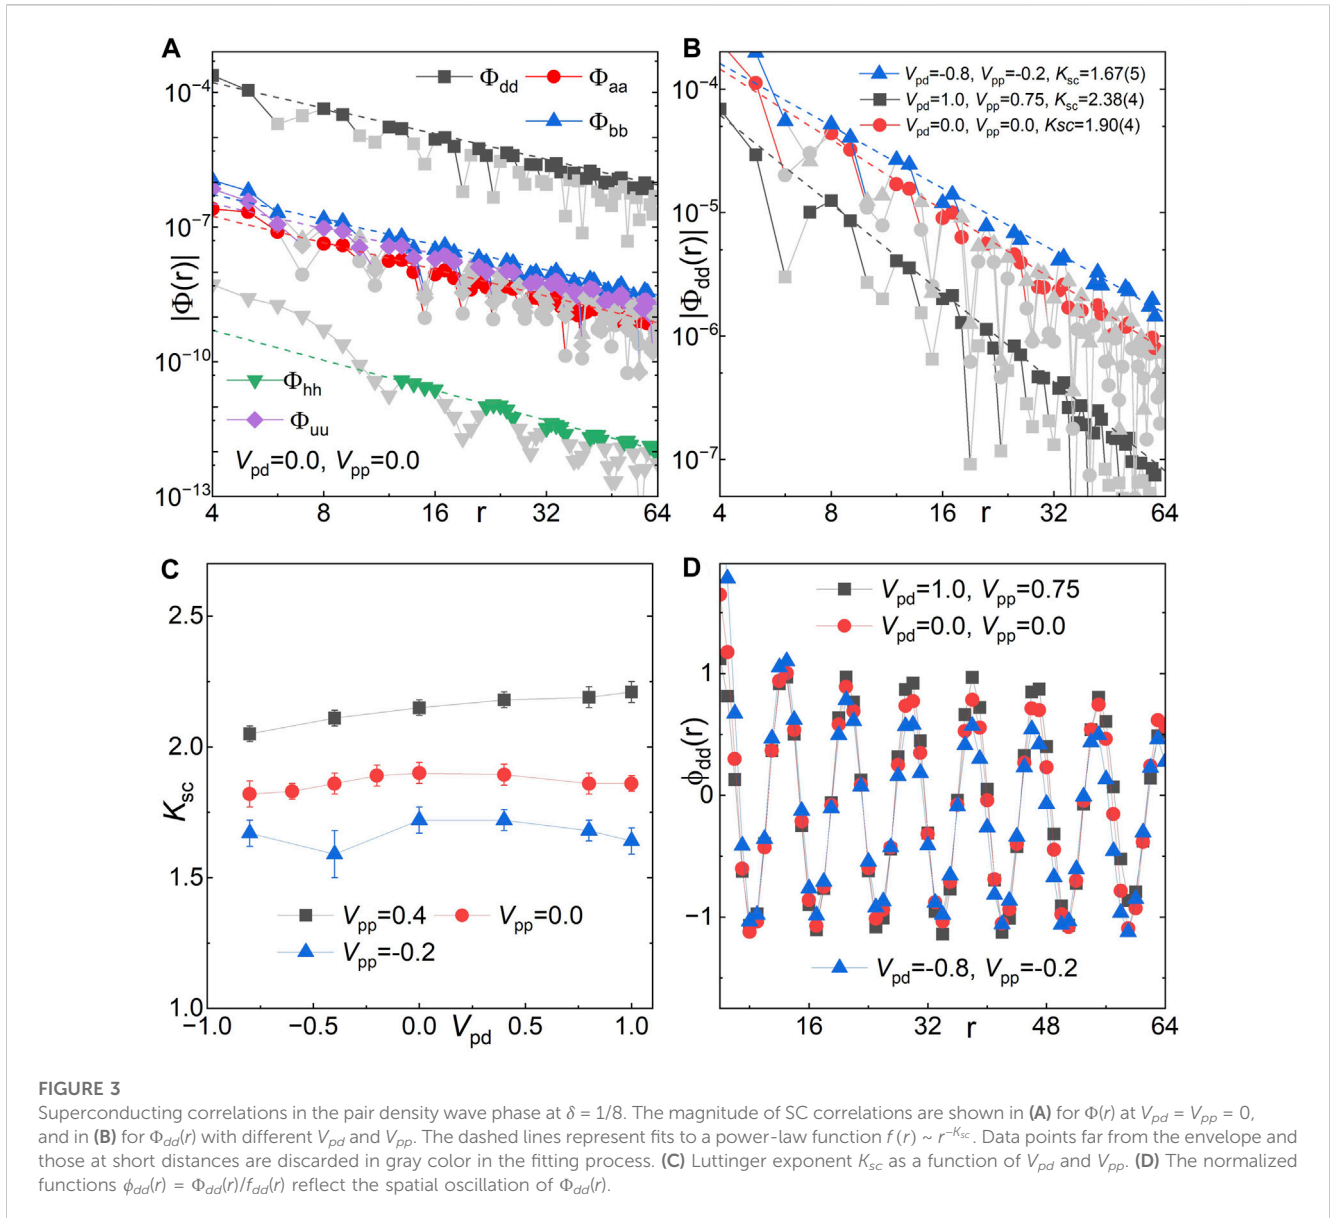 A
Φdd
Φaa
Φbb
Φhh
Φuu
Vpd=0.0, Vpp=0.0
|Φ(r)|
10−4
10−7
10−10
10−13
4
8
16
r
32
64
B
Vpd=-0.8, Vpp=-0.2, Ksc=1.67(5)
Vpd=1.0, Vpp=0.75, Ksc=2.38(4)
Vpd=0.0, Vpp=0.0, Ksc=1.90(4)
|Φdd(r)|
10−4
10−5
10−6
10−7
4
8
16
r
32
64
C
Ksc
2.5
2.0
1.5
1.0
Vpp=0.4
Vpp=0.0
Vpp=-0.2
−1.0
−0.5
0.0
Vpd
0.5
1.0
D
Vpd=1.0, Vpp=0.75
Vpd=0.0, Vpp=0.0
ϕdd(r)
1
0
−1
Vpd=-0.8, Vpp=-0.2
16
32
r
48
64
FIGURE 3
Superconducting correlations in the pair density wave phase at δ = 1/8. The magnitude of SC correlations are shown in (A) for Φ(r) at Vpd = Vpp = 0,
and in (B) for Φdd(r) with different Vpd and Vpp. The dashed lines represent fits to a power-law function f (r) ~ r−Ksc. Data points far from the envelope and
those at short distances are discarded in gray color in the fitting process. (C) Luttinger exponent Ksc as a function of Vpd and Vpp. (D) The normalized
functions ϕdd(r) = Φdd(r)/fdd(r) reflect the spatial oscillation of Φdd(r).